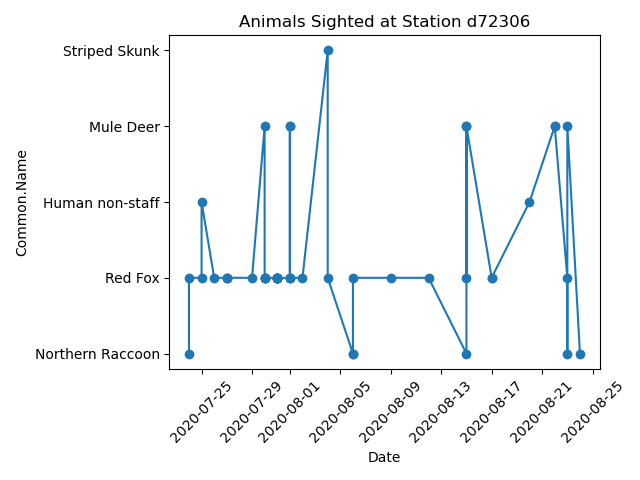 Animals Sighted at Station d72306
Striped Skunk
Mule Deer
Human non-staff
Red Fox
Northern Raccoon
Common.Name
2020-07-25
2020-07-29
2020-08-01
2020-08-05
2020-08-09
2020-08-13
2020-08-17
2020-08-21
2020-08-25
Date